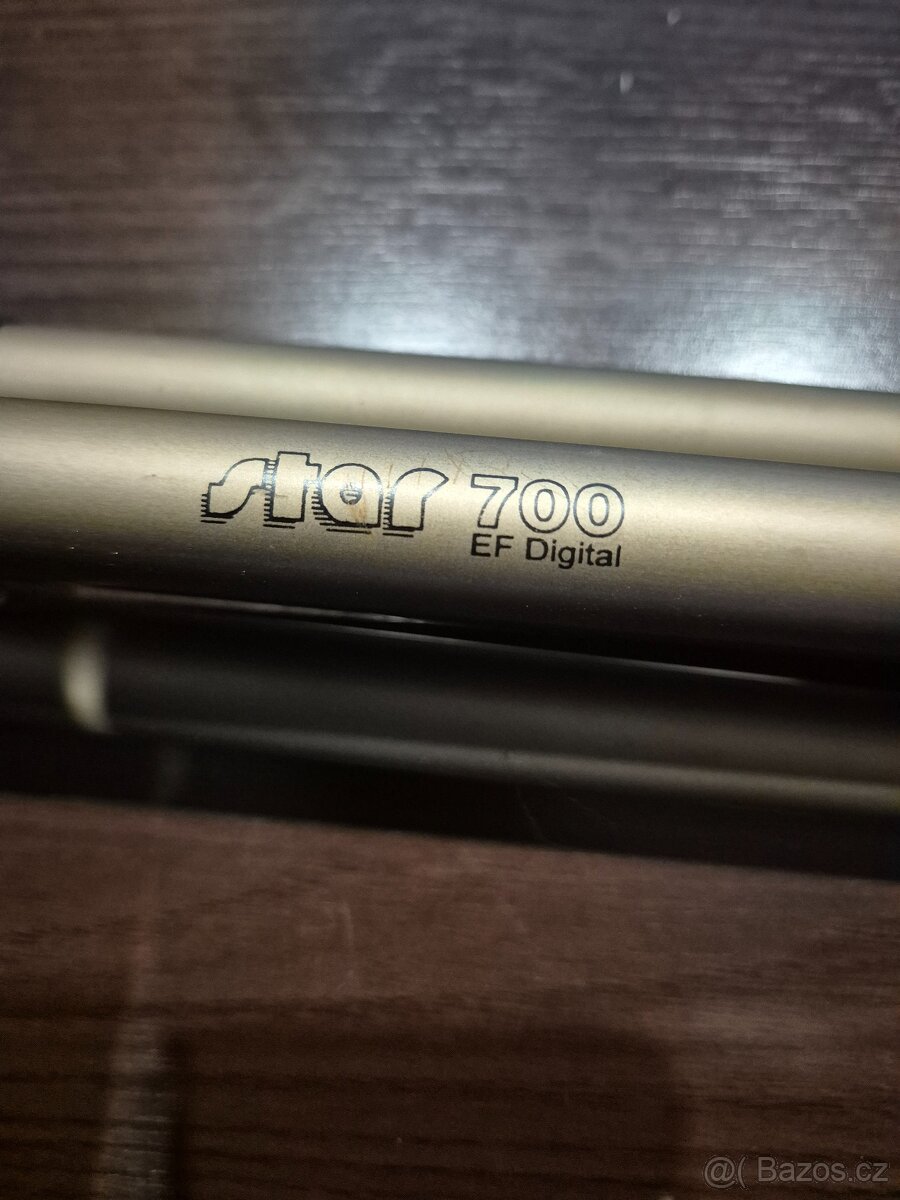 star 700
EF Digital
@( Bazos.cz